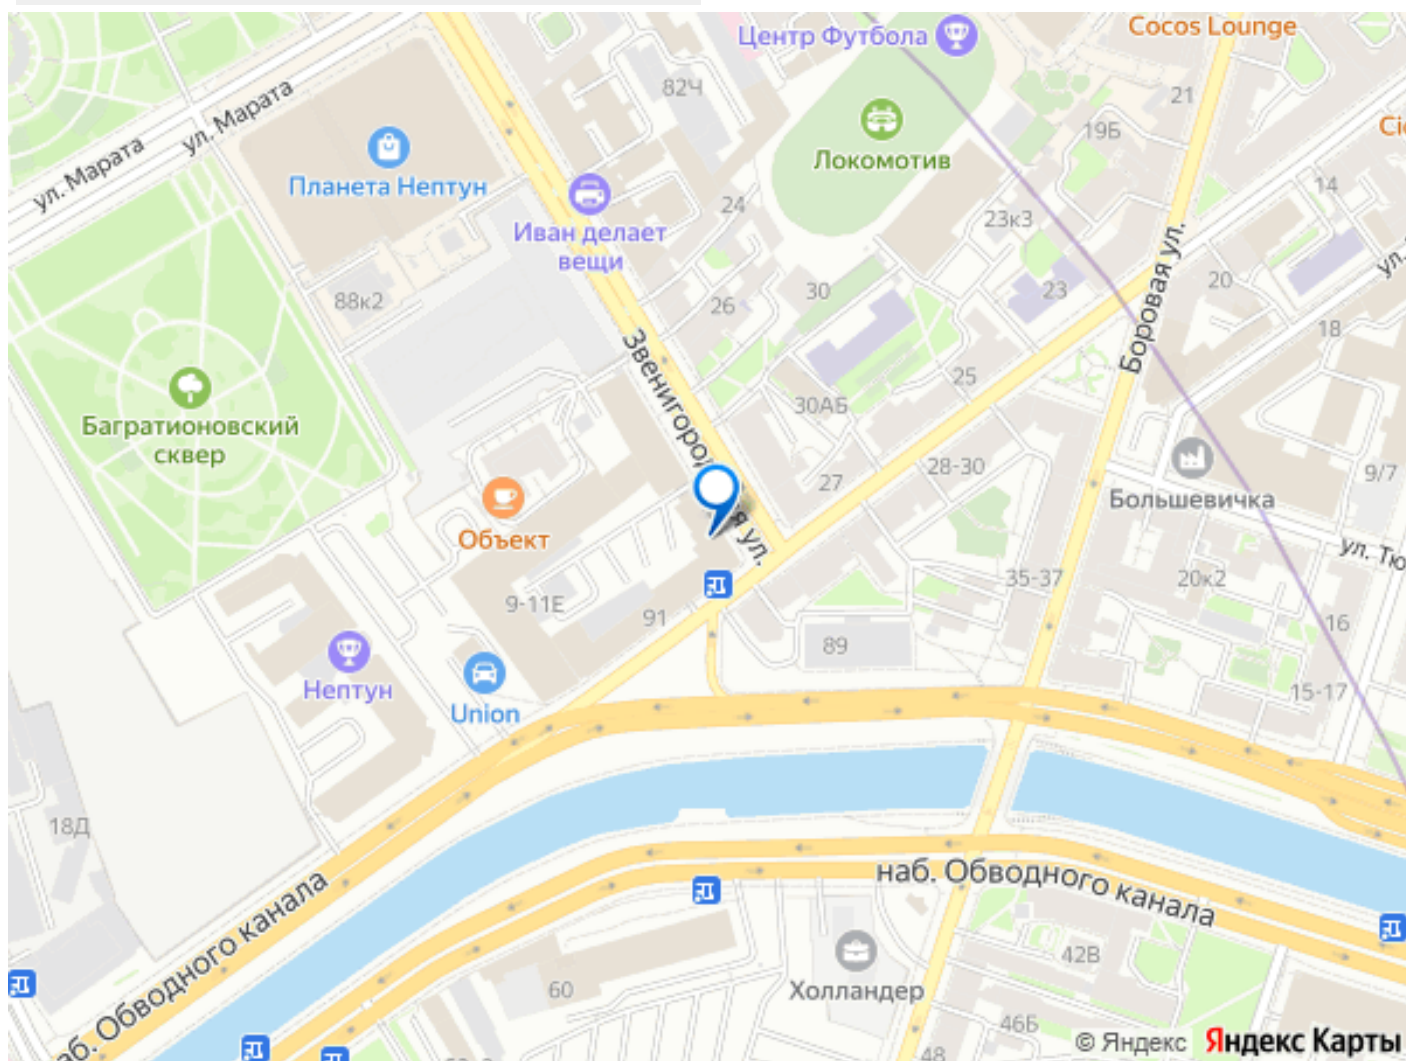 Cocos Lounge
Центр Футбола
82Ч
21
19Б
ул. Марата
ул. Марата
Планета Нептун
Локомотив
14
Иван делает
вещи
24
23к3
Боровая ул.
88к2
26
30
23
20
18
Звенигородская ул.
25
30АБ
Багратионовский
сквер
27
28-30
9/7
Большевичка
Объект
9-11Е
91
89
35-37
20к2
16
15-17
Нептун
Union
18Д
наб. Обводного канала
наб. Обводного канала
42В
60
Холландер
46Б
48
© Яндекс Яндекс Карты